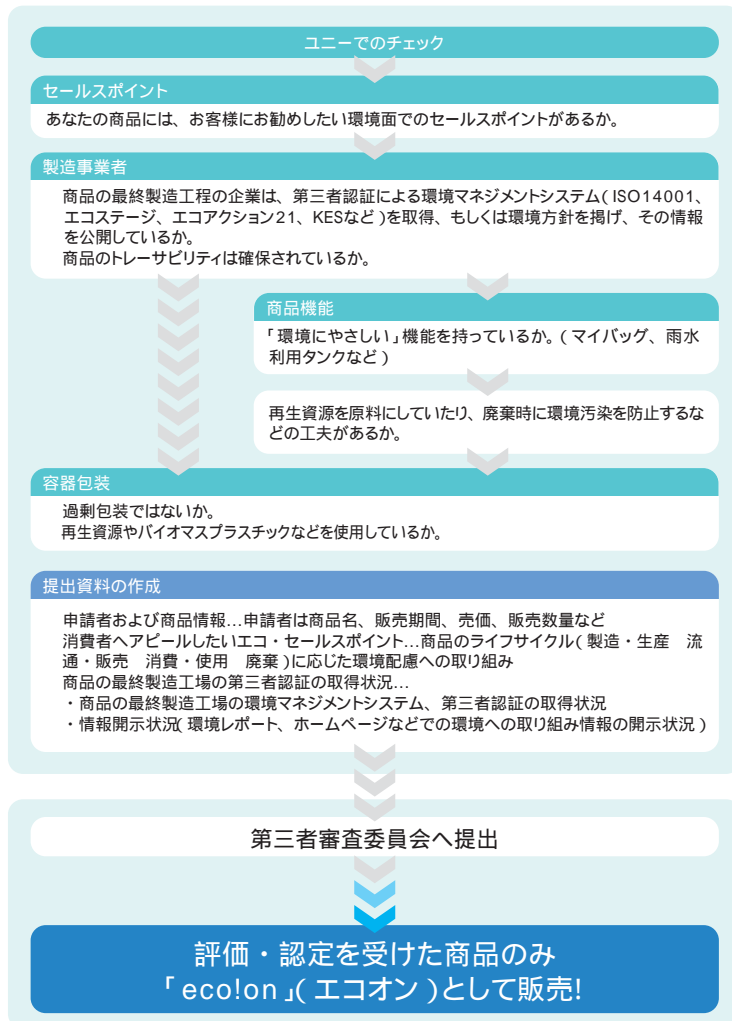 ユニーでのチェック
セールスポイント
あなたの商品には、お客様にお勧めしたい環境面でのセールスポイントがあるか。
製造事業者
商品の最終製造工程の企業は、第三者認証による環境マネジメントシステム(ISO14001、
エコステージ、エコアクション21、KESなど)を取得、もしくは環境方針を掲げ、その情報
を公開しているか。
商品のトレーサビリティは確保されているか。
商品機能
「環境にやさしい」機能を持っているか。(マイバッグ、雨水
利用タンクなど)
再生資源を原料にしていたり、廃棄時に環境汚染を防止するな
どの工夫があるか。
容器包装
過剰包装ではないか。
再生資源やバイオマスプラスチックなどを使用しているか。
提出資料の作成
申請者および商品情報…申請者は商品名、販売期間、売価、販売数量など
消費者へアピールしたいエコ・セールスポイント…商品のライフサイクル(製造・生産 流
通・販売 消費・使用 廃棄)に応じた環境配慮への取り組み
商品の最終製造工場の第三者認証の取得状況…
・商品の最終製造工場の環境マネジメントシステム、第三者認証の取得状況
・情報開示状況(環境レポート、ホームページなどでの環境への取り組み情報の開示状況)
第三者審査委員会へ提出
評価・認定を受けた商品のみ
「eco!on」(エコオン)として販売!